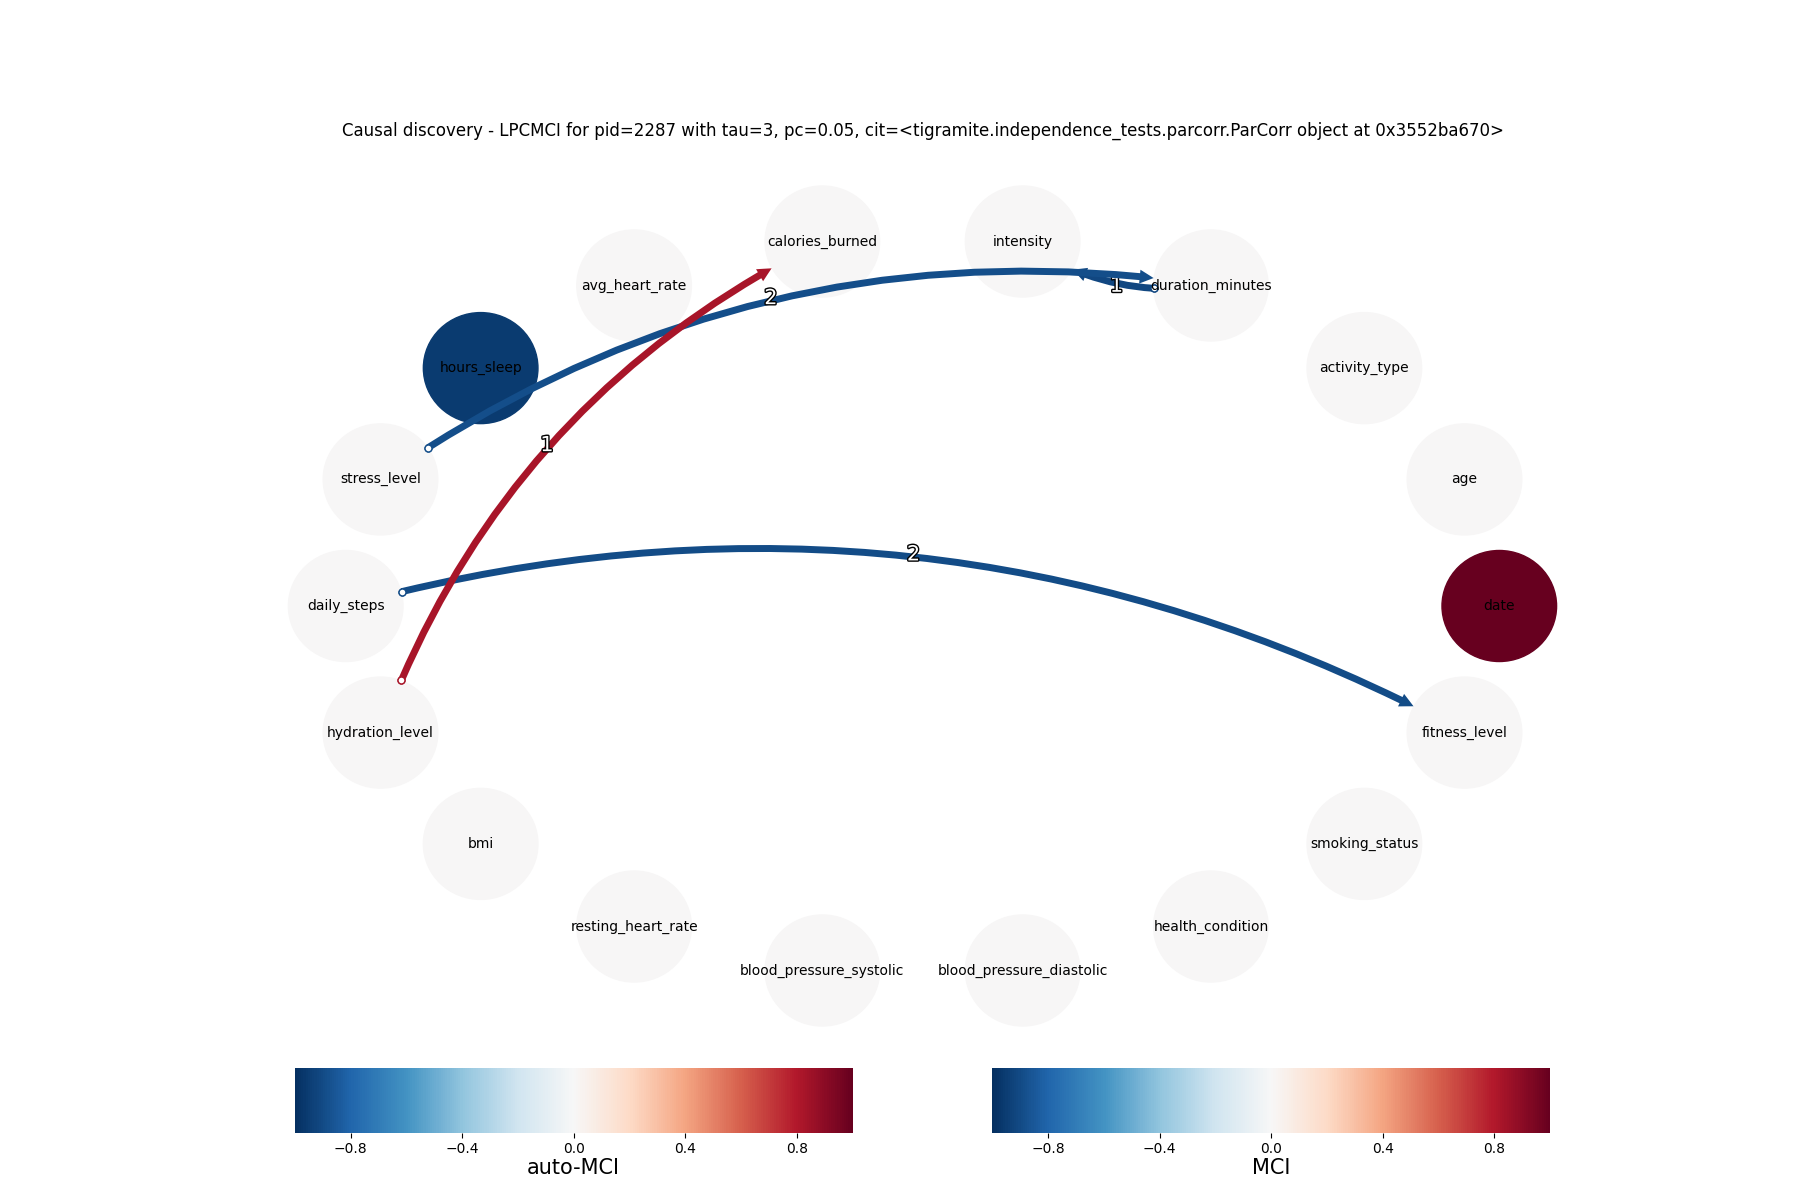 Causal discovery - LPCMCI for pid=2287 with tau=3, pc=0.05, cit=<tigramite.independence_tests.parcorr.ParCorr object at 0x3552ba670>
calories_burned
intensity
avg_heart_rate
duration_minutes
2
1
hours_sleep
activity_type
1
stress_level
age
2
daily_steps
date
hydration_level
fitness_level
bmi
smoking_status
resting_heart_rate
health_condition
blood_pressure_systolic
blood_pressure_diastolic
−0.8
−0.4
0.0
0.4
0.8
auto-MCI
−0.8
−0.4
0.0
0.4
0.8
MCI